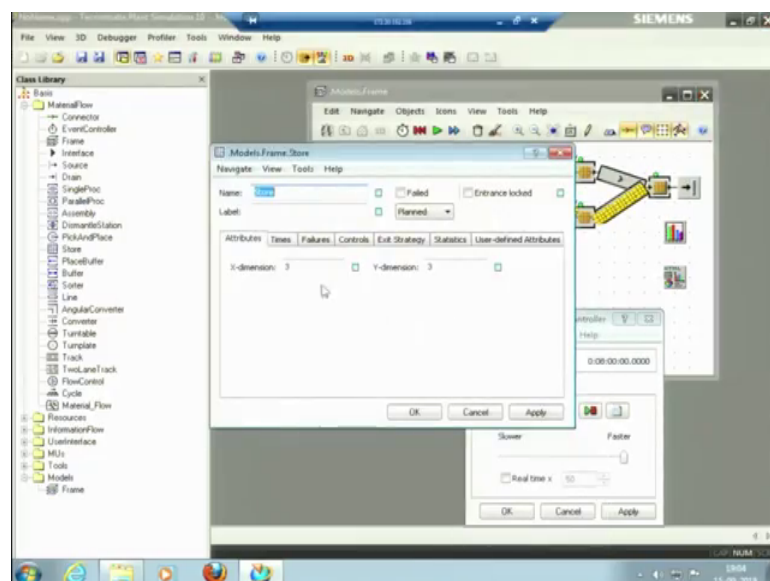 SIEMENS
File View 3D Debugger Profiler Tools Window Help
Class Library
Basis
MaterialFlow
Connector
EventController
Frame
Interface
Source
Drain
SingleProc
ParallelProc
Assembly
DismantleStation
PickAndPlace
Store
PlaceBuffer
Buffer
Sorter
Line
AngularConverter
Converter
Turntable
Turnplate
Track
TwoLaneTrack
FlowControl
Cycle
Material_Flow
Resources
InformationFlow
UserInterface
MUs
Tools
Models
Frame
.Models.Frame
Edit Navigate Objects Icons View Tools Help
.Models.Frame.Store
Navigate View Tools Help
Name: Store Failed Entrance locked
Label: Planned
Attributes Times Failures Controls Exit Strategy Statistics User-defined Attributes
X-dimension: 3 Y-dimension: 3
OK Cancel Apply
Help
0:08:00:00.0000
Slower Faster
Real time x 50
OK Cancel Apply
NUM
19:04